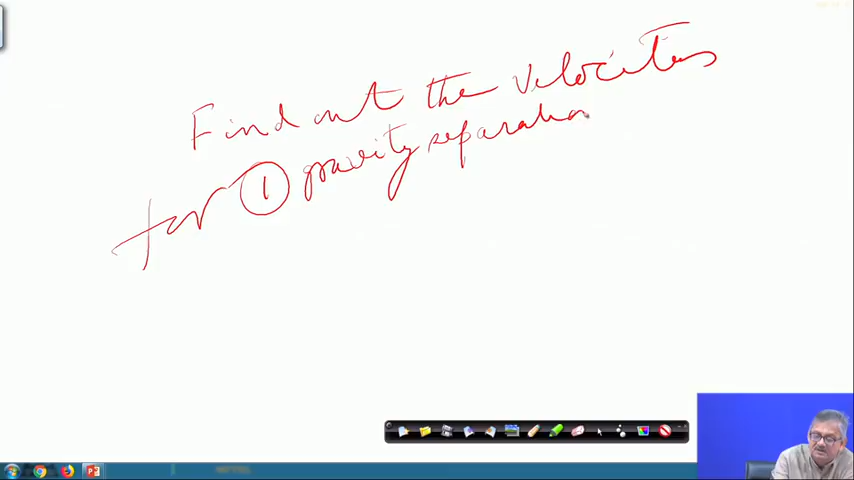 Find out the velocities
for ① gravity separation